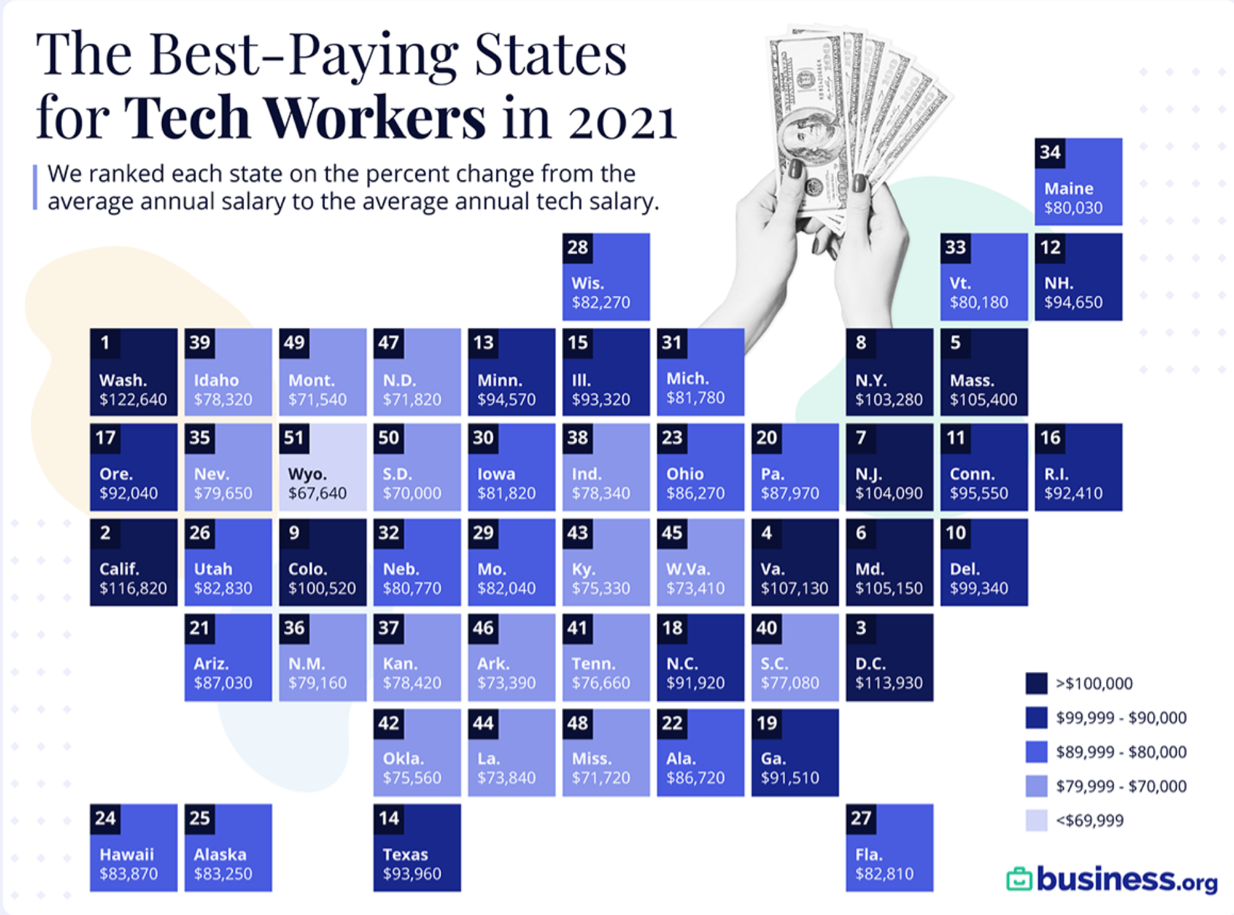 The Best-Paying States
for Tech Workers in 2021
We ranked each state on the percent change from the
average annual salary to the average annual tech salary.
34
Maine
$80,030
28
Wis.
$82,270
33
Vt.
$80,180
12
NH.
$94,650
1
Wash.
$122,640
39
Idaho
$78,320
49
Mont.
$71,540
47
N.D.
$71,820
13
Minn.
$94,570
15
Ill.
$93,320
31
Mich.
$81,780
8
N.Y.
$103,280
5
Mass.
$105,400
17
Ore.
$92,040
35
Nev.
$79,650
51
Wyo.
$67,640
50
S.D.
$70,000
30
Iowa
$81,820
38
Ind.
$78,340
23
Ohio
$86,270
20
Pa.
$87,970
7
N.J.
$104,090
11
Conn.
$95,550
16
R.I.
$92,410
2
Calif.
$116,820
26
Utah
$82,830
9
Colo.
$100,520
32
Neb.
$80,770
29
Mo.
$82,040
43
Ky.
$75,330
45
W.Va.
$73,410
4
Va.
$107,130
6
Md.
$105,150
10
Del.
$99,340
21
Ariz.
$87,030
36
N.M.
$79,160
37
Kan.
$78,420
46
Ark.
$73,390
41
Tenn.
$76,660
18
N.C.
$91,920
40
S.C.
$77,080
3
D.C.
$113,930
42
Okla.
$75,560
44
La.
$73,840
48
Miss.
$71,720
22
Ala.
$86,720
19
Ga.
$91,510
24
Hawaii
$83,870
25
Alaska
$83,250
14
Texas
$93,960
27
Fla.
$82,810
>$100,000
$99,999 - $90,000
$89,999 - $80,000
$79,999 - $70,000
<$69,999
business.org